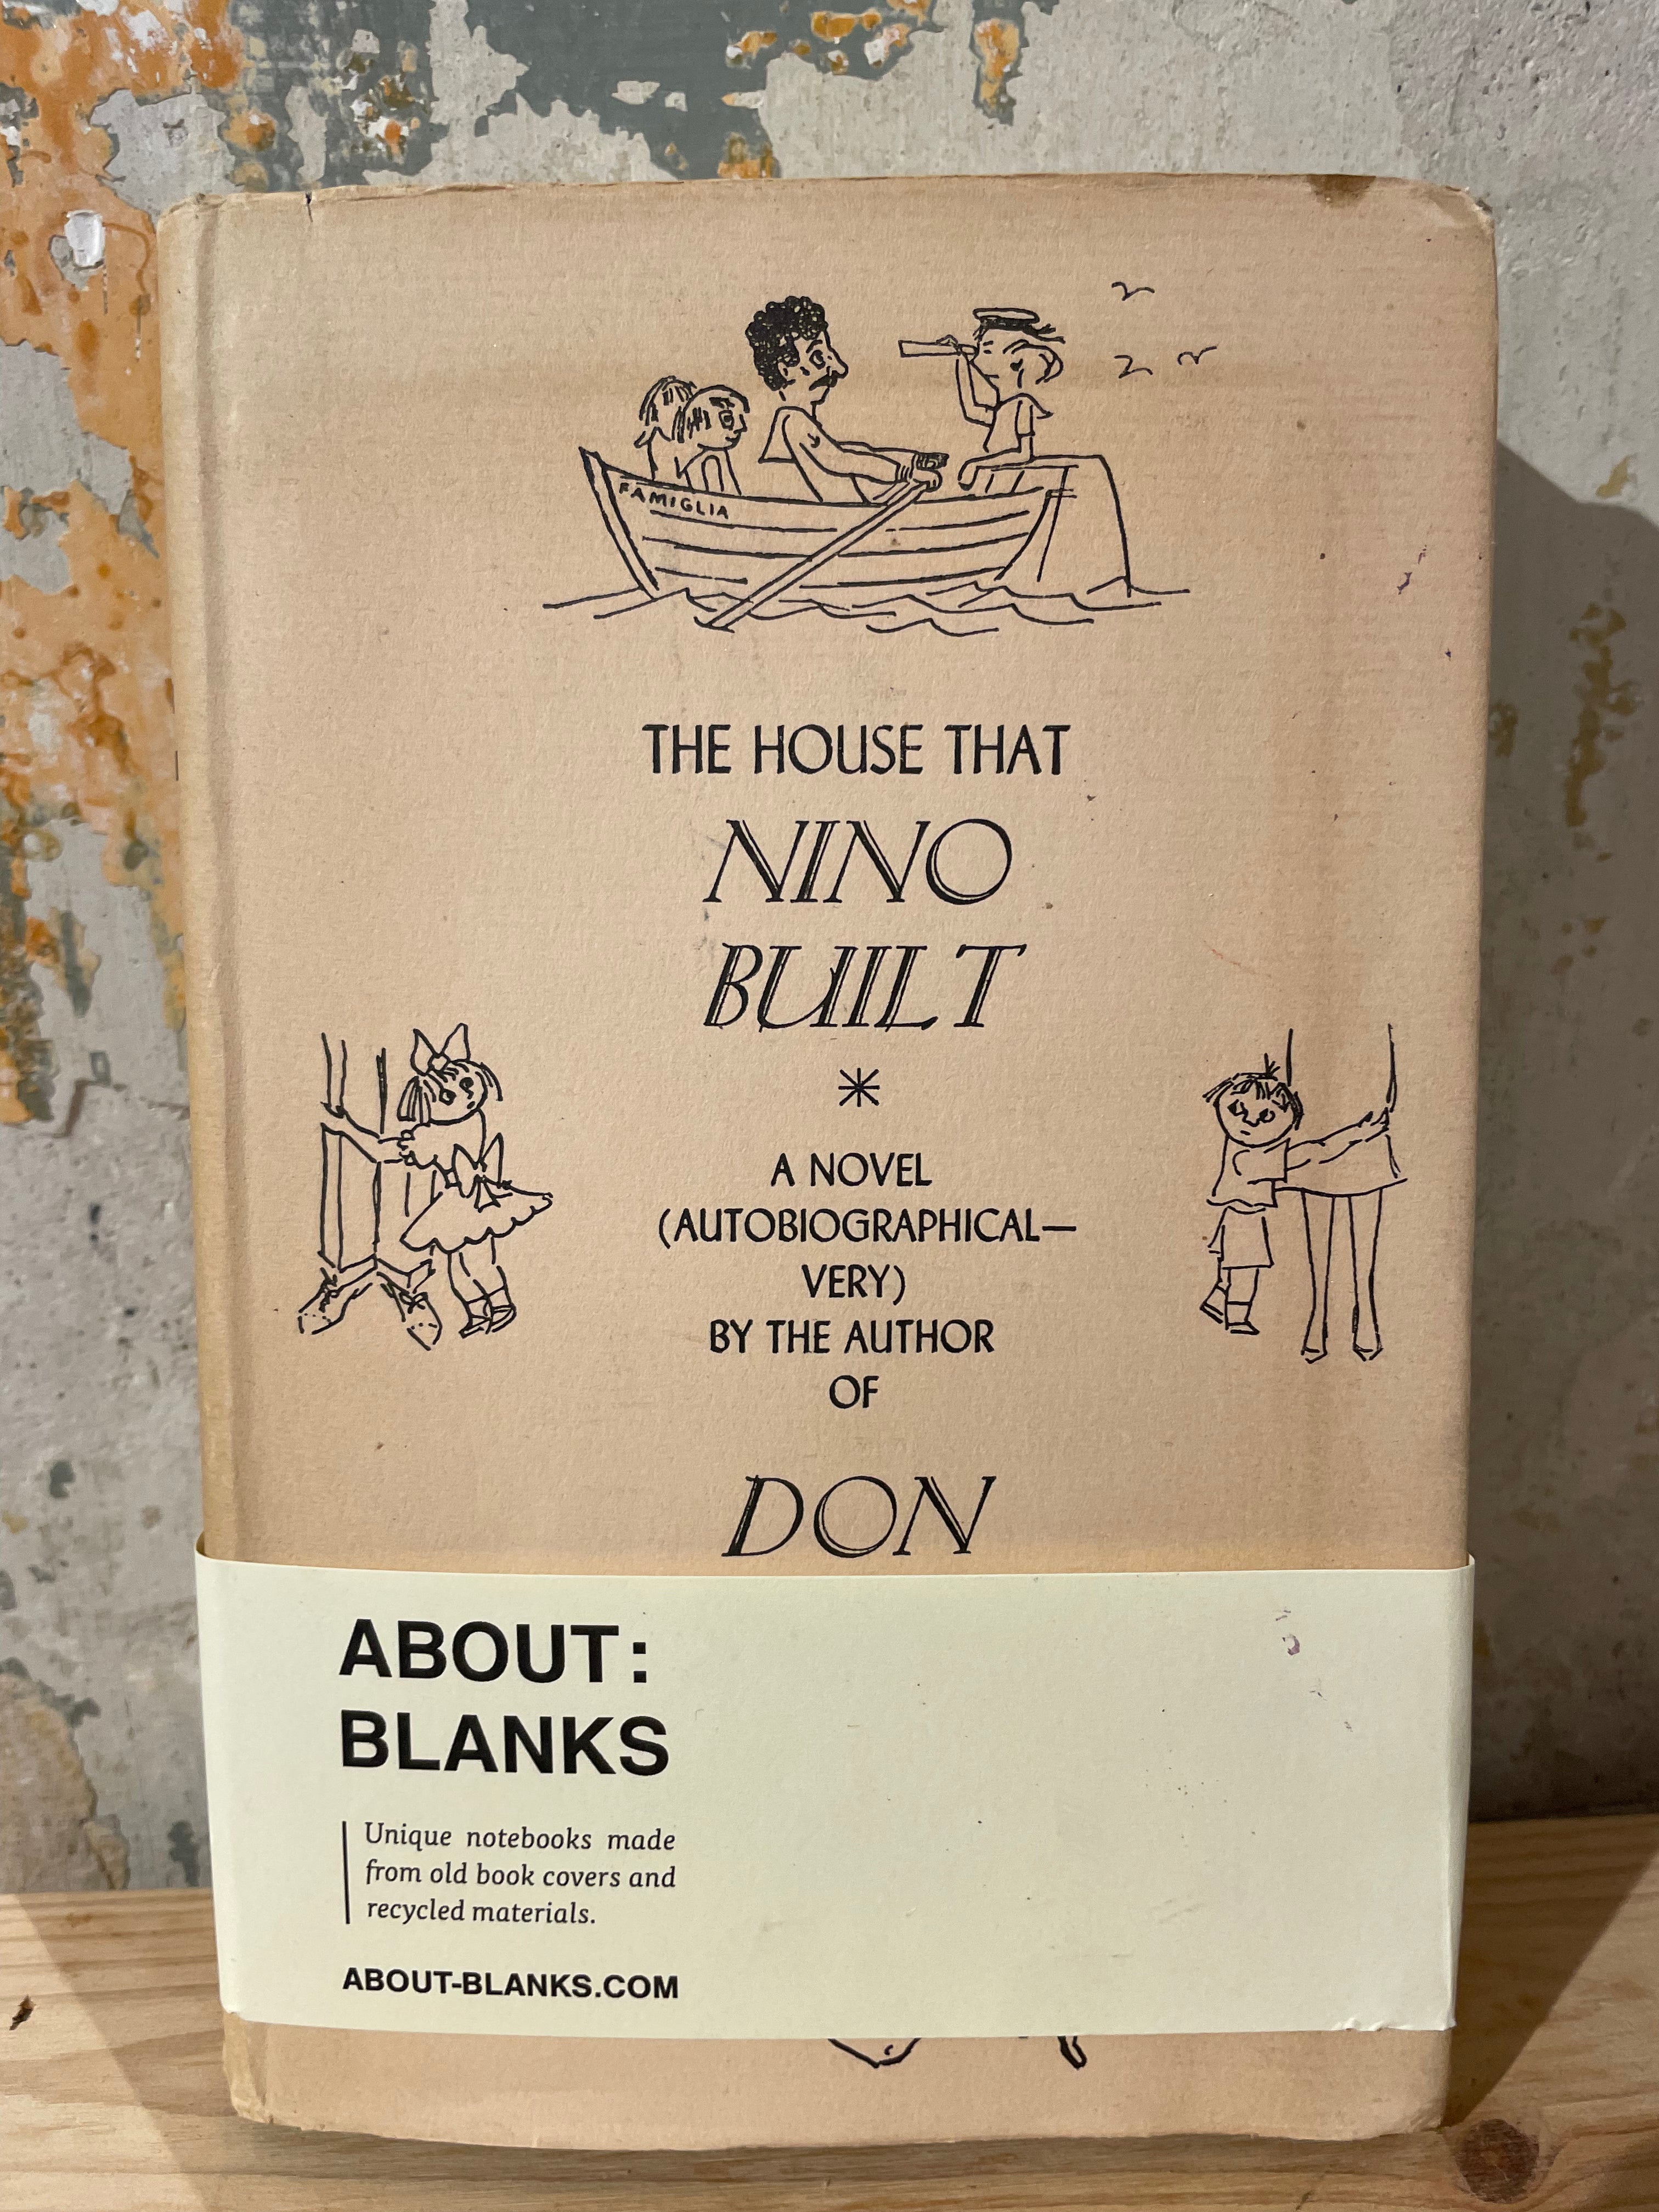 FAMIGLIA
THE HOUSE THAT
NINO
BUILT
*
A NOVEL
(AUTOBIOGRAPHICAL—
VERY)
BY THE AUTHOR
OF
DON
ABOUT:
BLANKS
Unique notebooks made
from old book covers and
recycled materials.
ABOUT-BLANKS.COM